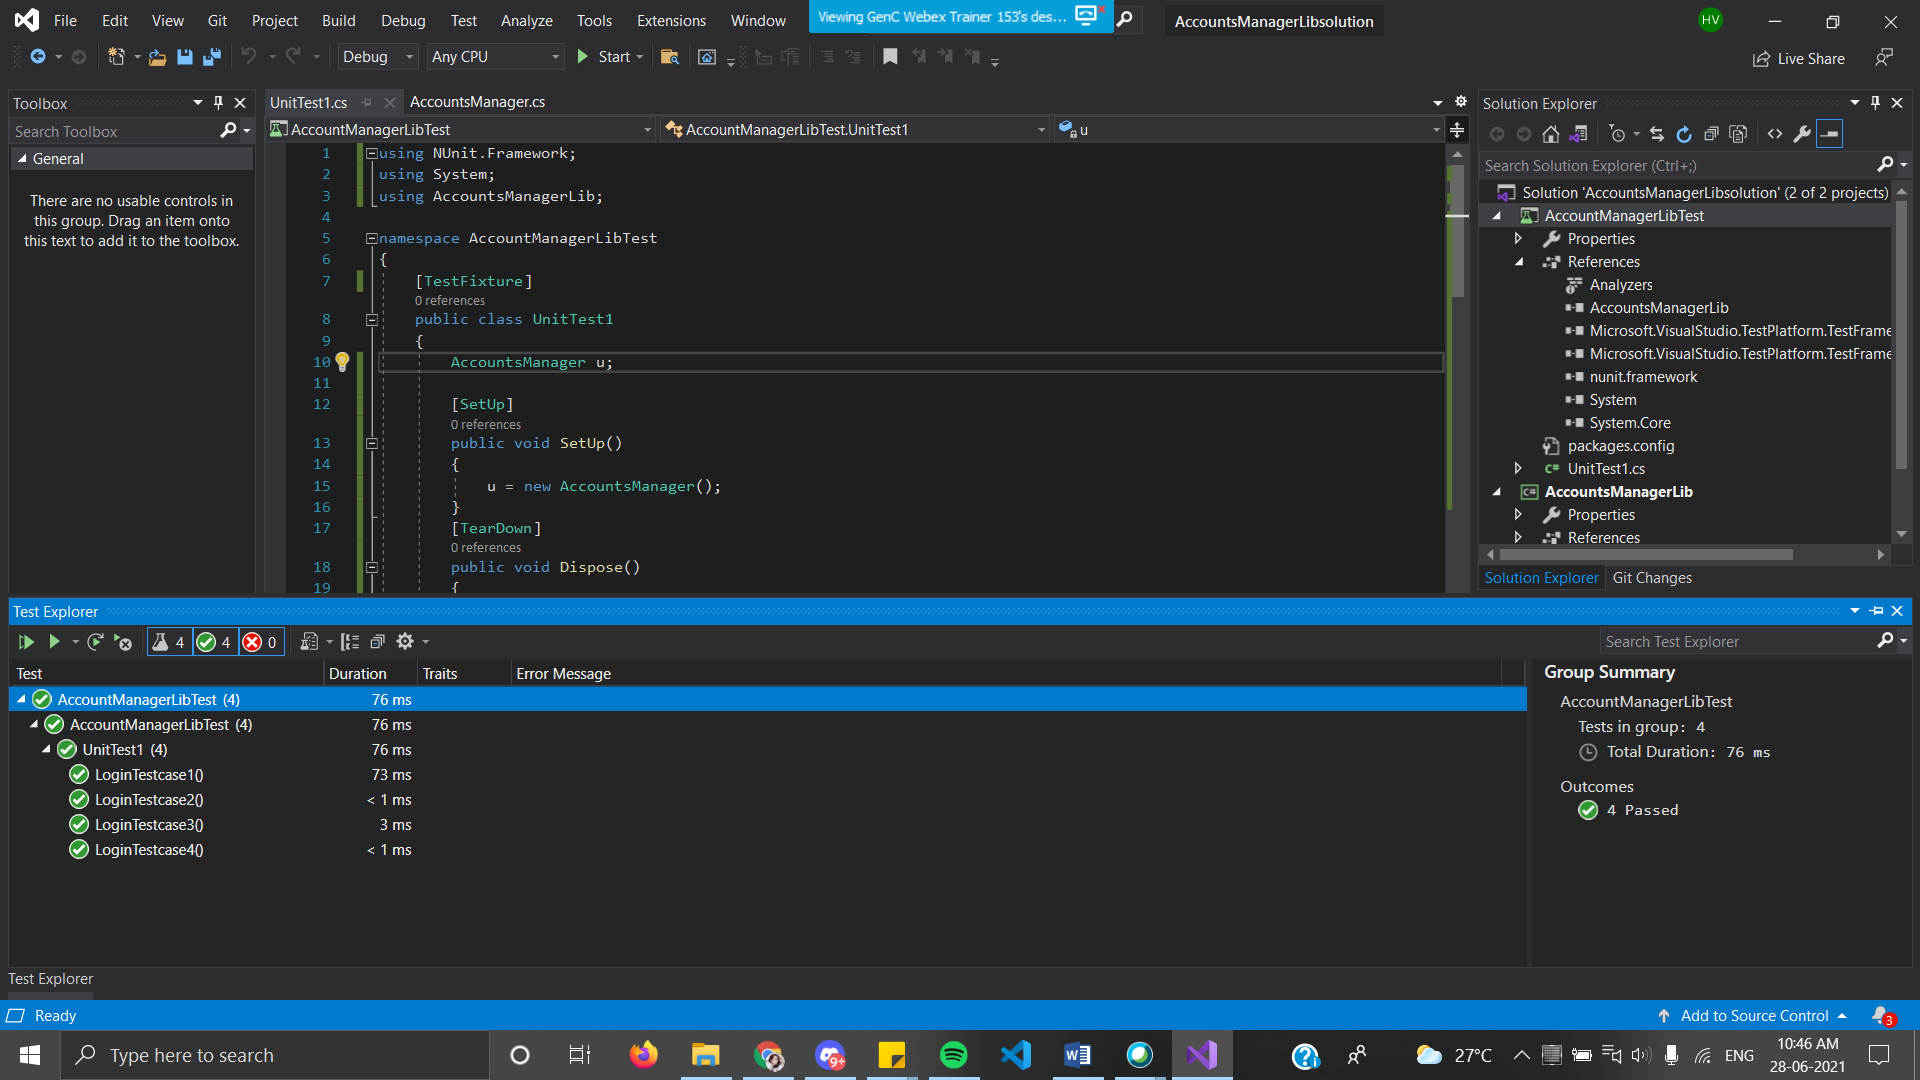 File Edit View Git Project Build Debug Test Analyze Tools Extensions Window
Viewing GenC Webex Trainer 153's des...
AccountsManagerLibsolution
HV
Debug Any CPU Start
Live Share
Toolbox
Search Toolbox
General
There are no usable controls in
this group. Drag an item onto
this text to add it to the toolbox.
UnitTest1.cs AccountsManager.cs
AccountManagerLibTest AccountManagerLibTest.UnitTest1 u
1 using NUnit.Framework;
2 using System;
3 using AccountsManagerLib;
4
5 namespace AccountManagerLibTest
6 {
7 [TestFixture]
0 references
8 public class UnitTest1
9 {
10 AccountsManager u;
11
12 [SetUp]
0 references
13 public void SetUp()
14 {
15 u = new AccountsManager();
16 }
17 [TearDown]
0 references
18 public void Dispose()
19 {
Solution Explorer
Search Solution Explorer (Ctrl+;)
Solution 'AccountsManagerLibsolution' (2 of 2 projects)
AccountManagerLibTest
Properties
References
Analyzers
AccountsManagerLib
Microsoft.VisualStudio.TestPlatform.TestFrame
Microsoft.VisualStudio.TestPlatform.TestFrame
nunit.framework
System
System.Core
packages.config
C# UnitTest1.cs
C# AccountsManagerLib
Properties
References
Solution Explorer Git Changes
Test Explorer
4 4 0
Search Test Explorer
Test Duration Traits Error Message
AccountManagerLibTest (4) 76 ms
AccountManagerLibTest (4) 76 ms
UnitTest1 (4) 76 ms
LoginTestcase1() 73 ms
LoginTestcase2() < 1 ms
LoginTestcase3() 3 ms
LoginTestcase4() < 1 ms
Group Summary
AccountManagerLibTest
Tests in group: 4
Total Duration: 76 ms
Outcomes
4 Passed
Test Explorer
Ready
Add to Source Control
3
Type here to search
9+
27°C
ENG
10:46 AM
28-06-2021